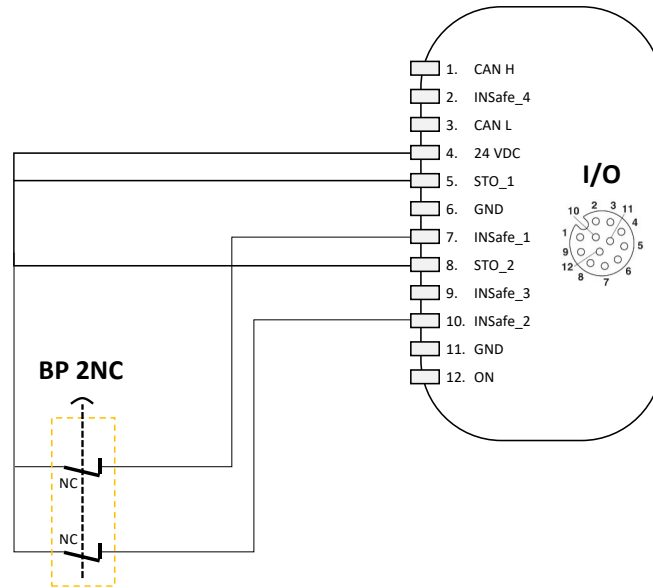 1. CAN H
2. INSafe_4
3. CAN L
4. 24 VDC
5. STO_1
6. GND
7. INSafe_1
8. STO_2
9. INSafe_3
10. INSafe_2
11. GND
12. ON
I/O
2 3 11
10 4
1
9 5
12 6
8 7
BP 2NC
NC
NC